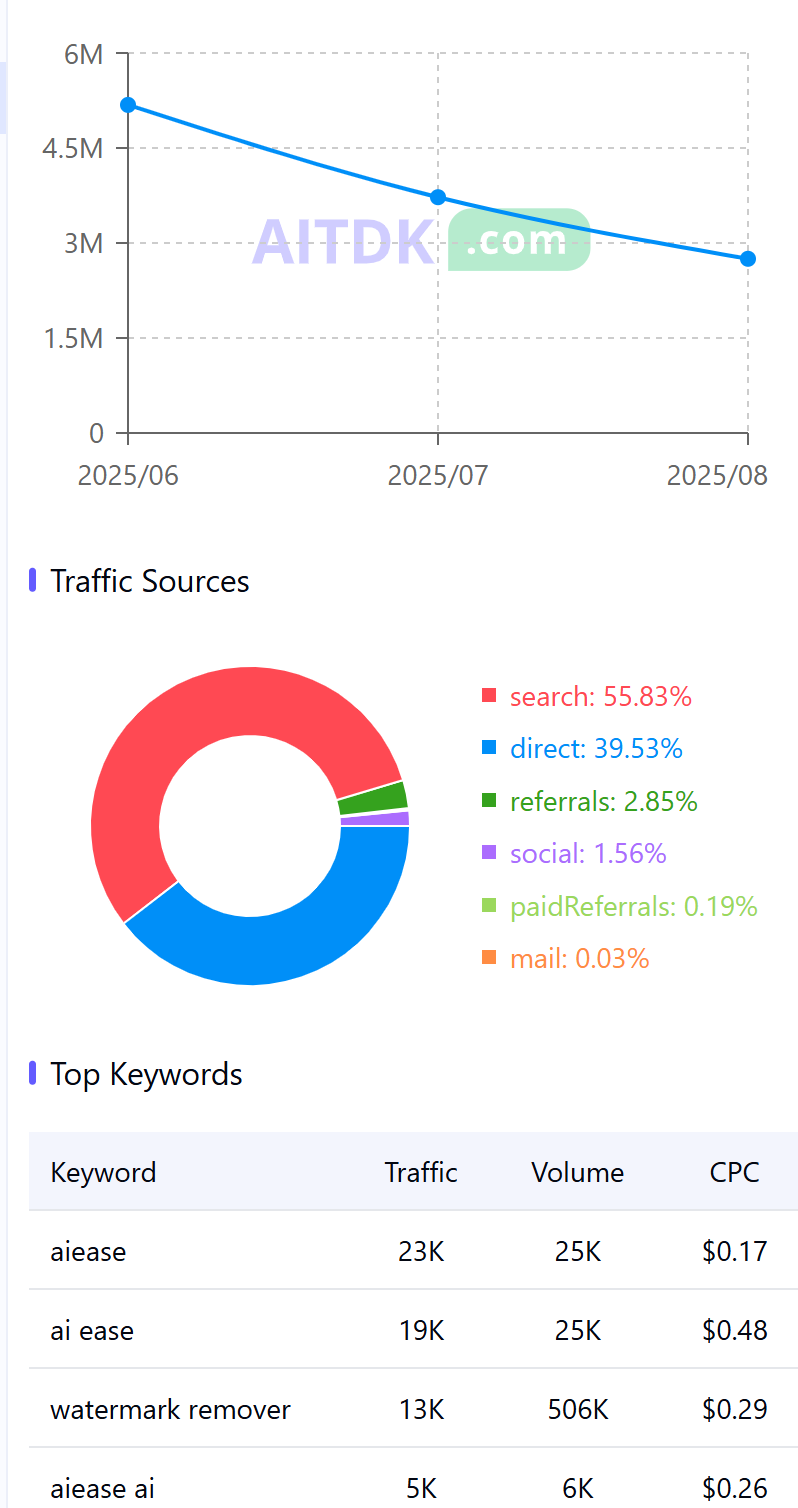 6M
4.5M
3M
1.5M
0
AITDK .com
2025/06 2025/07 2025/08
Traffic Sources
search: 55.83%
direct: 39.53%
referrals: 2.85%
social: 1.56%
paidReferrals: 0.19%
mail: 0.03%
Top Keywords
Keyword Traffic Volume CPC
aiease 23K 25K $0.17
ai ease 19K 25K $0.48
watermark remover 13K 506K $0.29
aiease ai 5K 6K $0.26